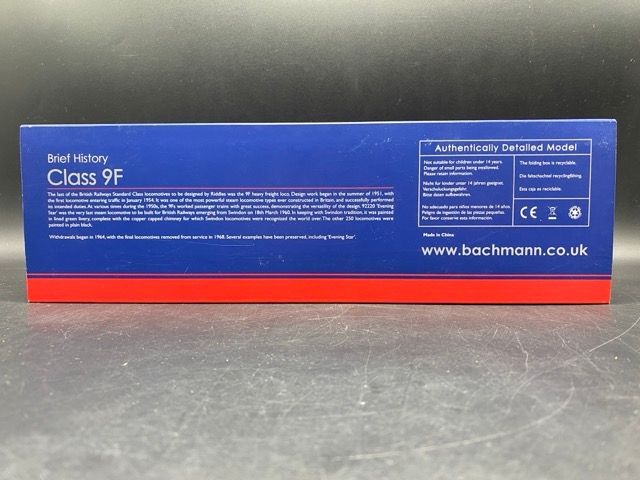 Brief History
Class 9F
The last of the British Railways Standard Class locomotives to be designed by Riddles was the 9F heavy freight loco. Design work began in the summer of 1951, with
the first locomotive entering traffic in January 1954. It was one of the most powerful steam locomotive types ever constructed in Britain, and successfully performed
its intended duties. At various times during the 1950s, the 9Fs worked passenger trains with great success, demonstrating the versatility of the design. 92220 'Evening
Star' was the very last steam locomotive to be built for British Railways emerging from Swindon on 18th March 1960. In keeping with Swindon tradition, it was painted
in lined green livery, complete with the copper capped chimney for which Swindon locomotives were recognised the world over. The other 250 locomotives were
painted in plain black.
Withdrawals began in 1964, with the final locomotives removed from service in 1968. Several examples have been preserved, including 'Evening Star'.
Authentically Detailed Model
Not suitable for children under 14 years.
Danger of small parts being swallowed.
Please retain information.
Nicht für kinder unter 14 jahren geeignet.
Verschluckungsgefahr.
Bitte daten aufbewahren.
No adecuado para niños menores de 14 años.
Peligro de ingestión de las piezas pequeñas.
Por favor conserve esta información.
The folding box is recyclable.
Die faltschachtel recyclingfähig.
Esta caja es reciclable.
CE
Made in China
www.bachmann.co.uk